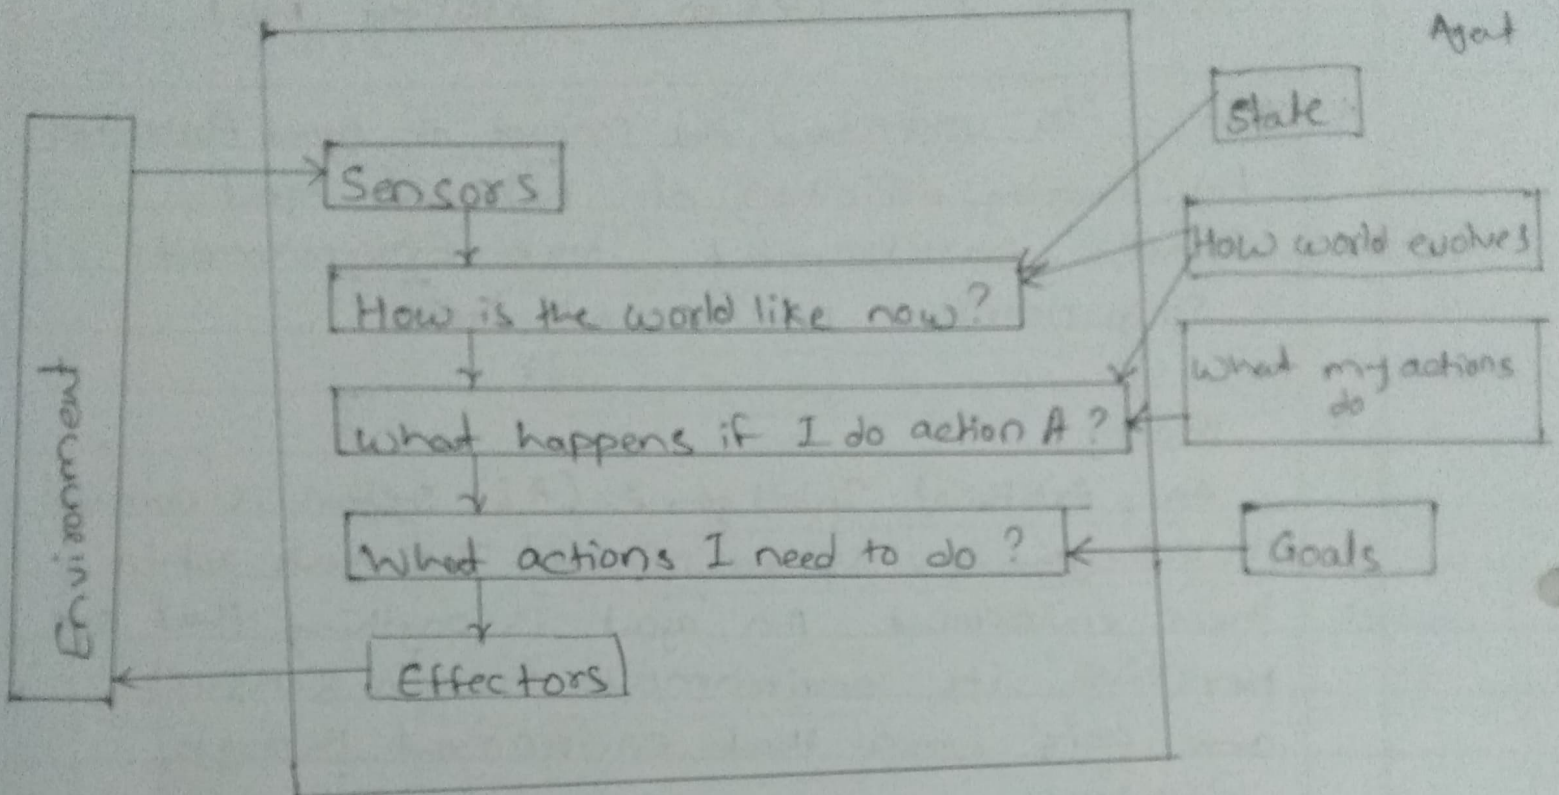 Agent
State
Sensors
How world evolves
How is the world like now?
What my actions
do
What happens if I do action A ?
What actions I need to do ?
Goals
Environment
Effectors